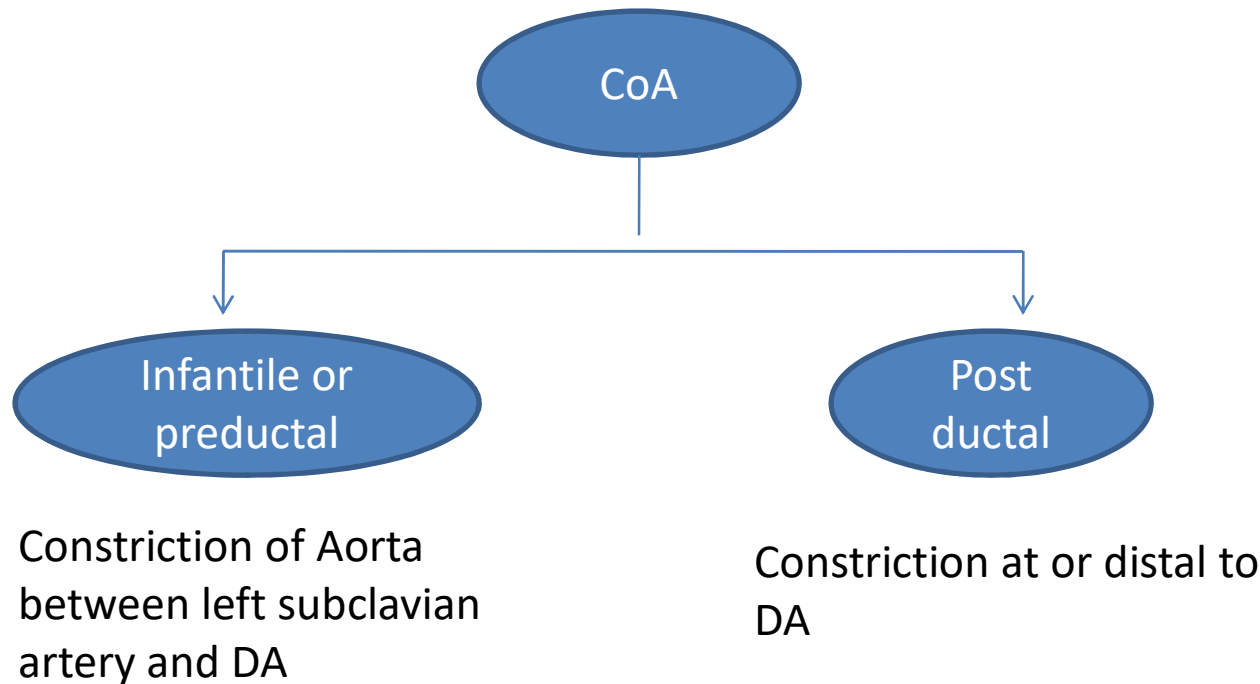 CoA
Infantile or
preductal
Post
ductal
Constriction of Aorta
between left subclavian
artery and DA
Constriction at or distal to
DA